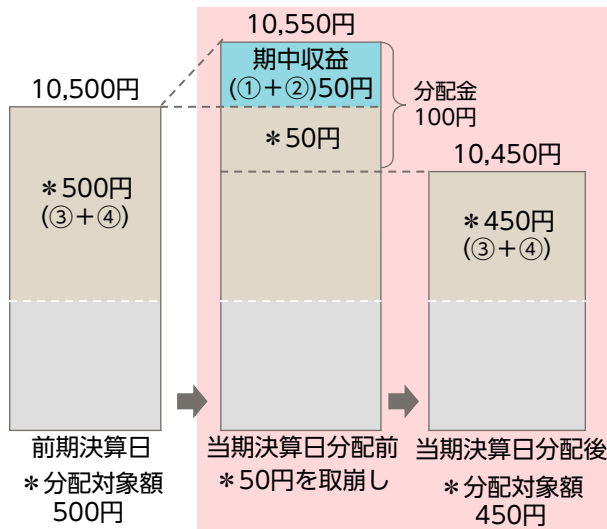 10,500円
＊500円
(③＋④)
前期決算日
＊分配対象額
500円
10,550円
期中収益
(①＋②)50円
＊50円
分配金
100円
当期決算日分配前
＊50円を取崩し
10,450円
＊450円
(③＋④)
当期決算日分配後
＊分配対象額
450円